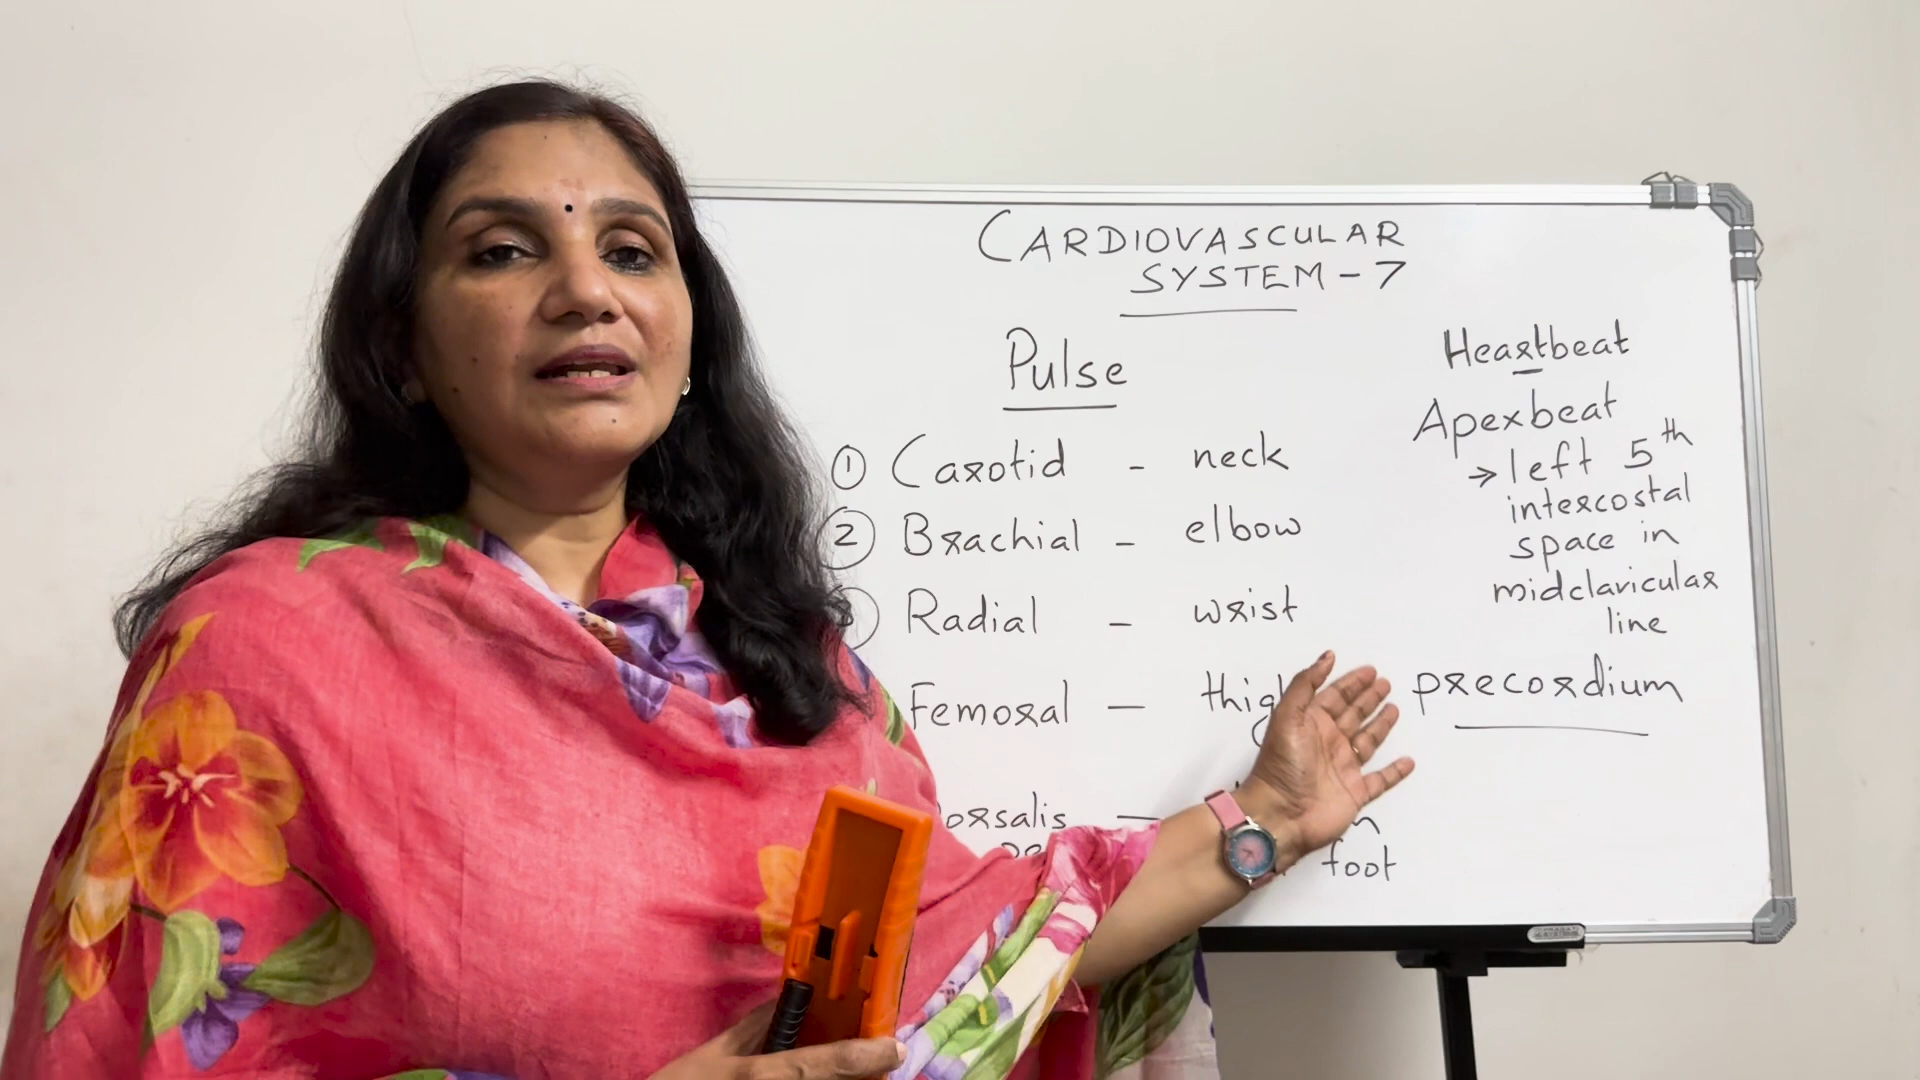 CARDIOVASCULAR
SYSTEM - 7
Pulse
① Carotid - neck
② Brachial - elbow
Radial - wrist
Femoral -
foot
Heartbeat
Apexbeat
→ left 5th
intercostal
space in
midclavicular
line
precordium